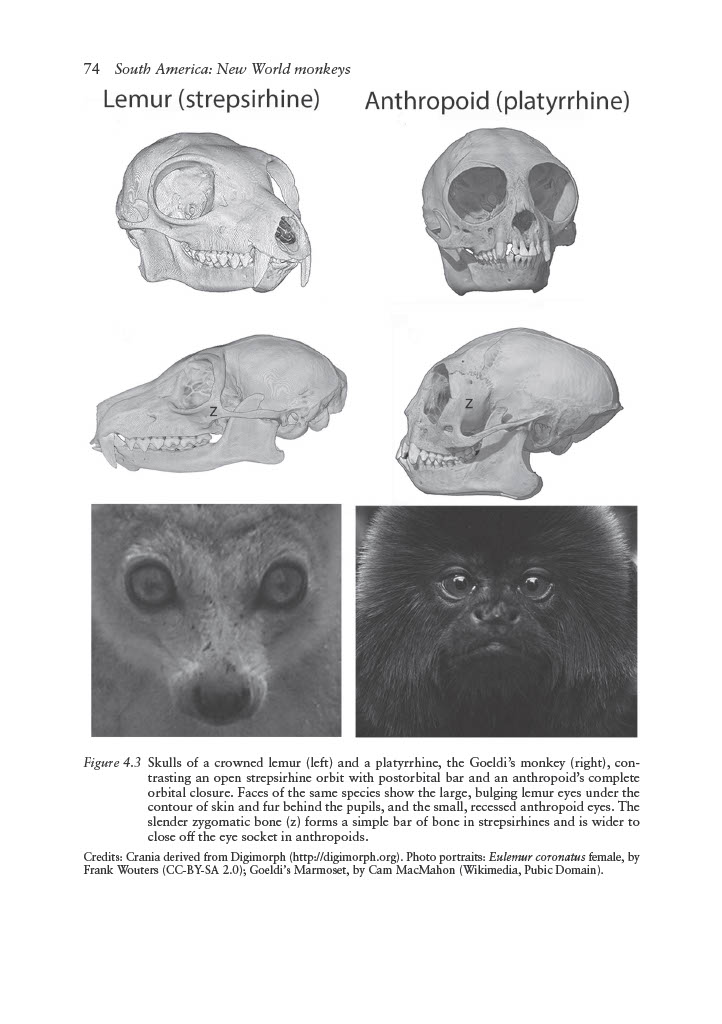 74 South America: New World monkeys
Lemur (strepsirhine)
Anthropoid (platyrrhine)
z
z
Figure 4.3 Skulls of a crowned lemur (left) and a platyrrhine, the Goeldi's monkey (right), con-
trasting an open strepsirhine orbit with postorbital bar and an anthropoid's complete
orbital closure. Faces of the same species show the large, bulging lemur eyes under the
contour of skin and fur behind the pupils, and the small, recessed anthropoid eyes. The
slender zygomatic bone (z) forms a simple bar of bone in strepsirhines and is wider to
close off the eye socket in anthropoids.
Credits: Crania derived from Digimorph (http://digimorph.org). Photo portraits: Eulemur coronatus female, by
Frank Wouters (CC-BY-SA 2.0); Goeldi's Marmoset, by Cam MacMahon (Wikimedia, Pubic Domain).